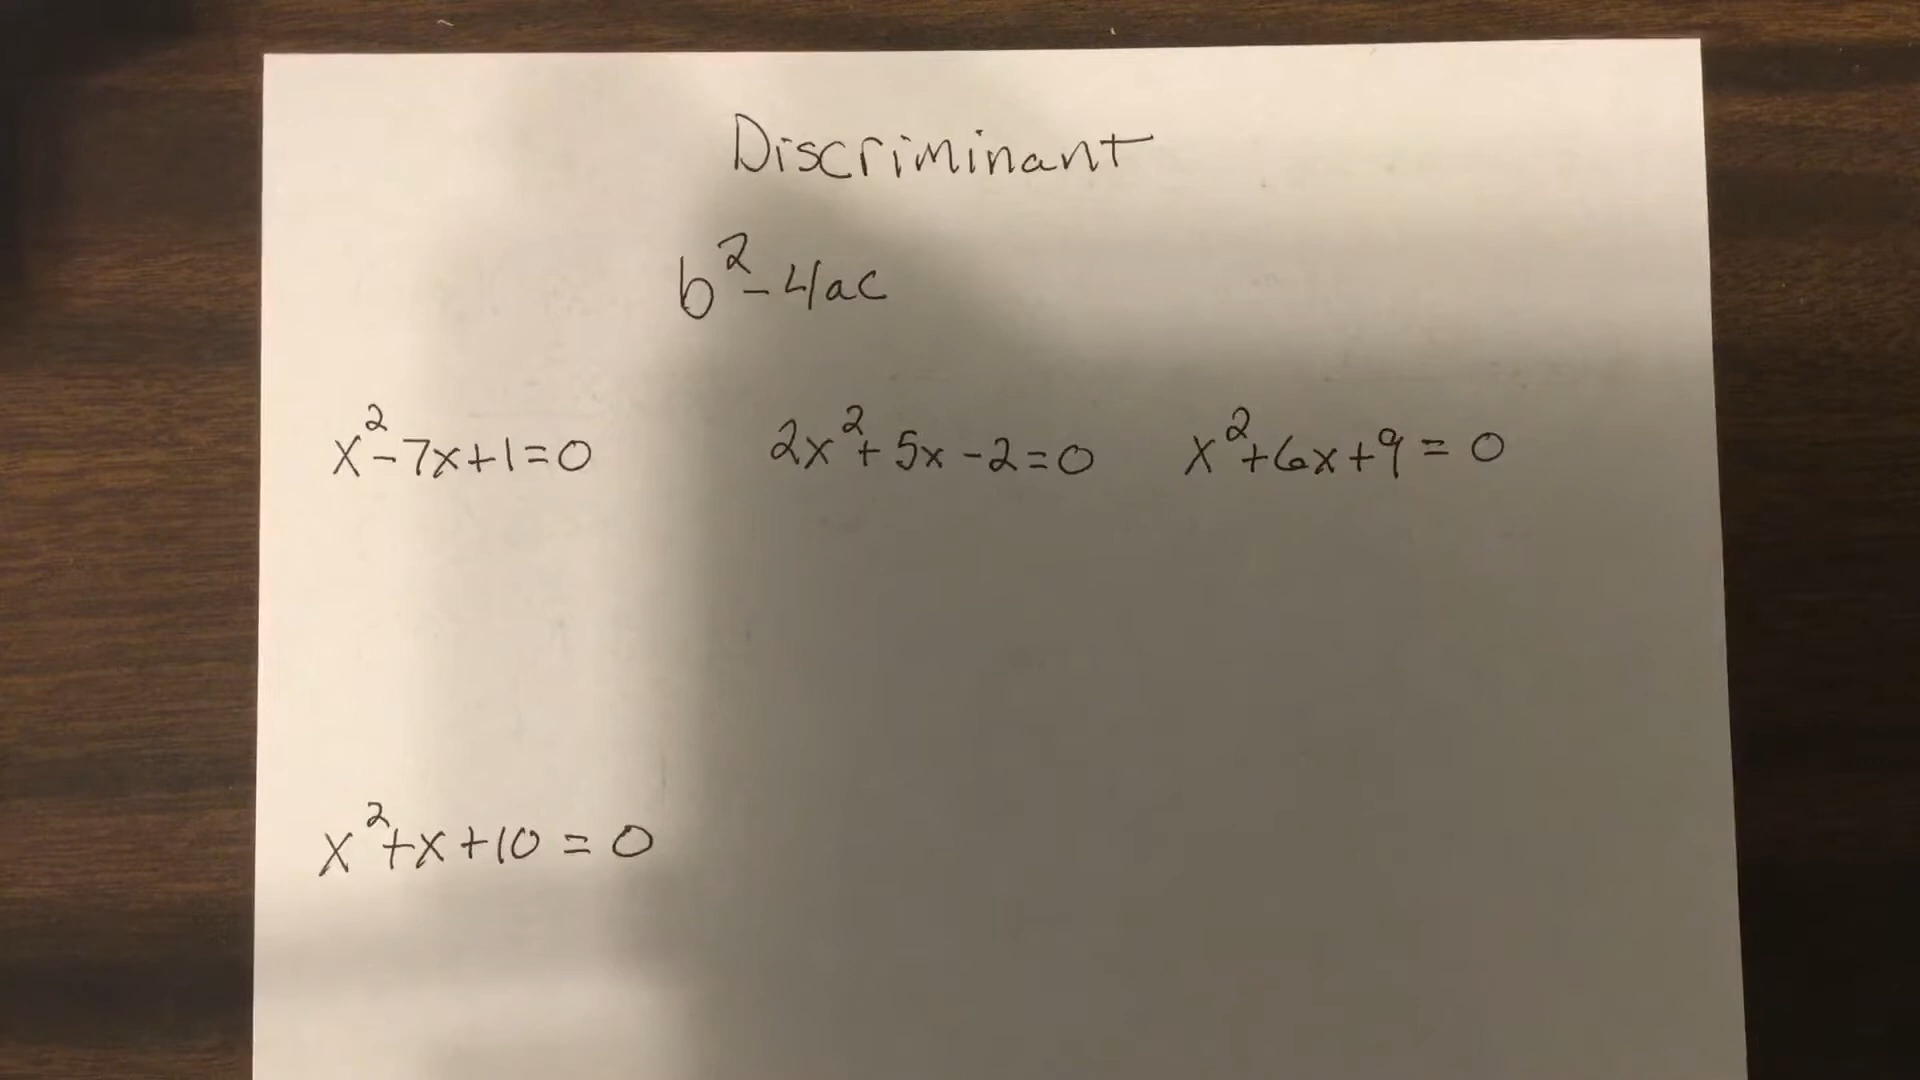 Discriminant
b²-4ac
x²-7x+1=0 2x²+5x-2=0 x²+6x+9=0
x²+x+10=0